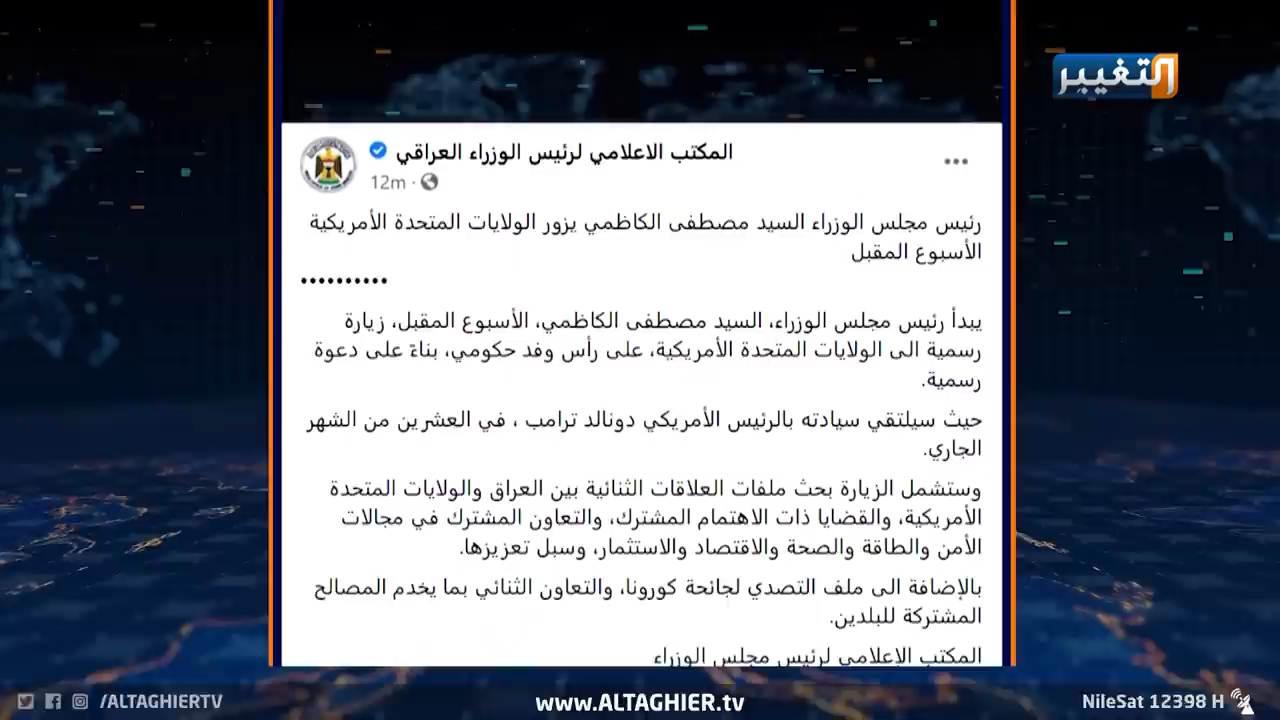 التغيير
المكتب الاعلامي لرئيس الوزراء العراقي
12m ·
رئيس مجلس الوزراء السيد مصطفى الكاظمي يزور الولايات المتحدة الأمريكية
الأسبوع المقبل
••••••••••
يبدأ رئيس مجلس الوزراء، السيد مصطفى الكاظمي، الأسبوع المقبل، زيارة
رسمية الى الولايات المتحدة الأمريكية، على رأس وفد حكومي، بناءً على دعوة
رسمية.
حيث سيلتقي سيادته بالرئيس الأمريكي دونالد ترامب ، في العشرين من الشهر
الجاري.
وستشمل الزيارة بحث ملفات العلاقات الثنائية بين العراق والولايات المتحدة
الأمريكية، والقضايا ذات الاهتمام المشترك، والتعاون المشترك في مجالات
الأمن والطاقة والصحة والاقتصاد والاستثمار، وسبل تعزيزها.
بالإضافة الى ملف التصدي لجائحة كورونا، والتعاون الثنائي بما يخدم المصالح
المشتركة للبلدين.
المكتب الإعلامي لرئيس مجلس الوزراء
/ALTAGHIERTV
www.ALTAGHIER.tv
NileSat 12398 H